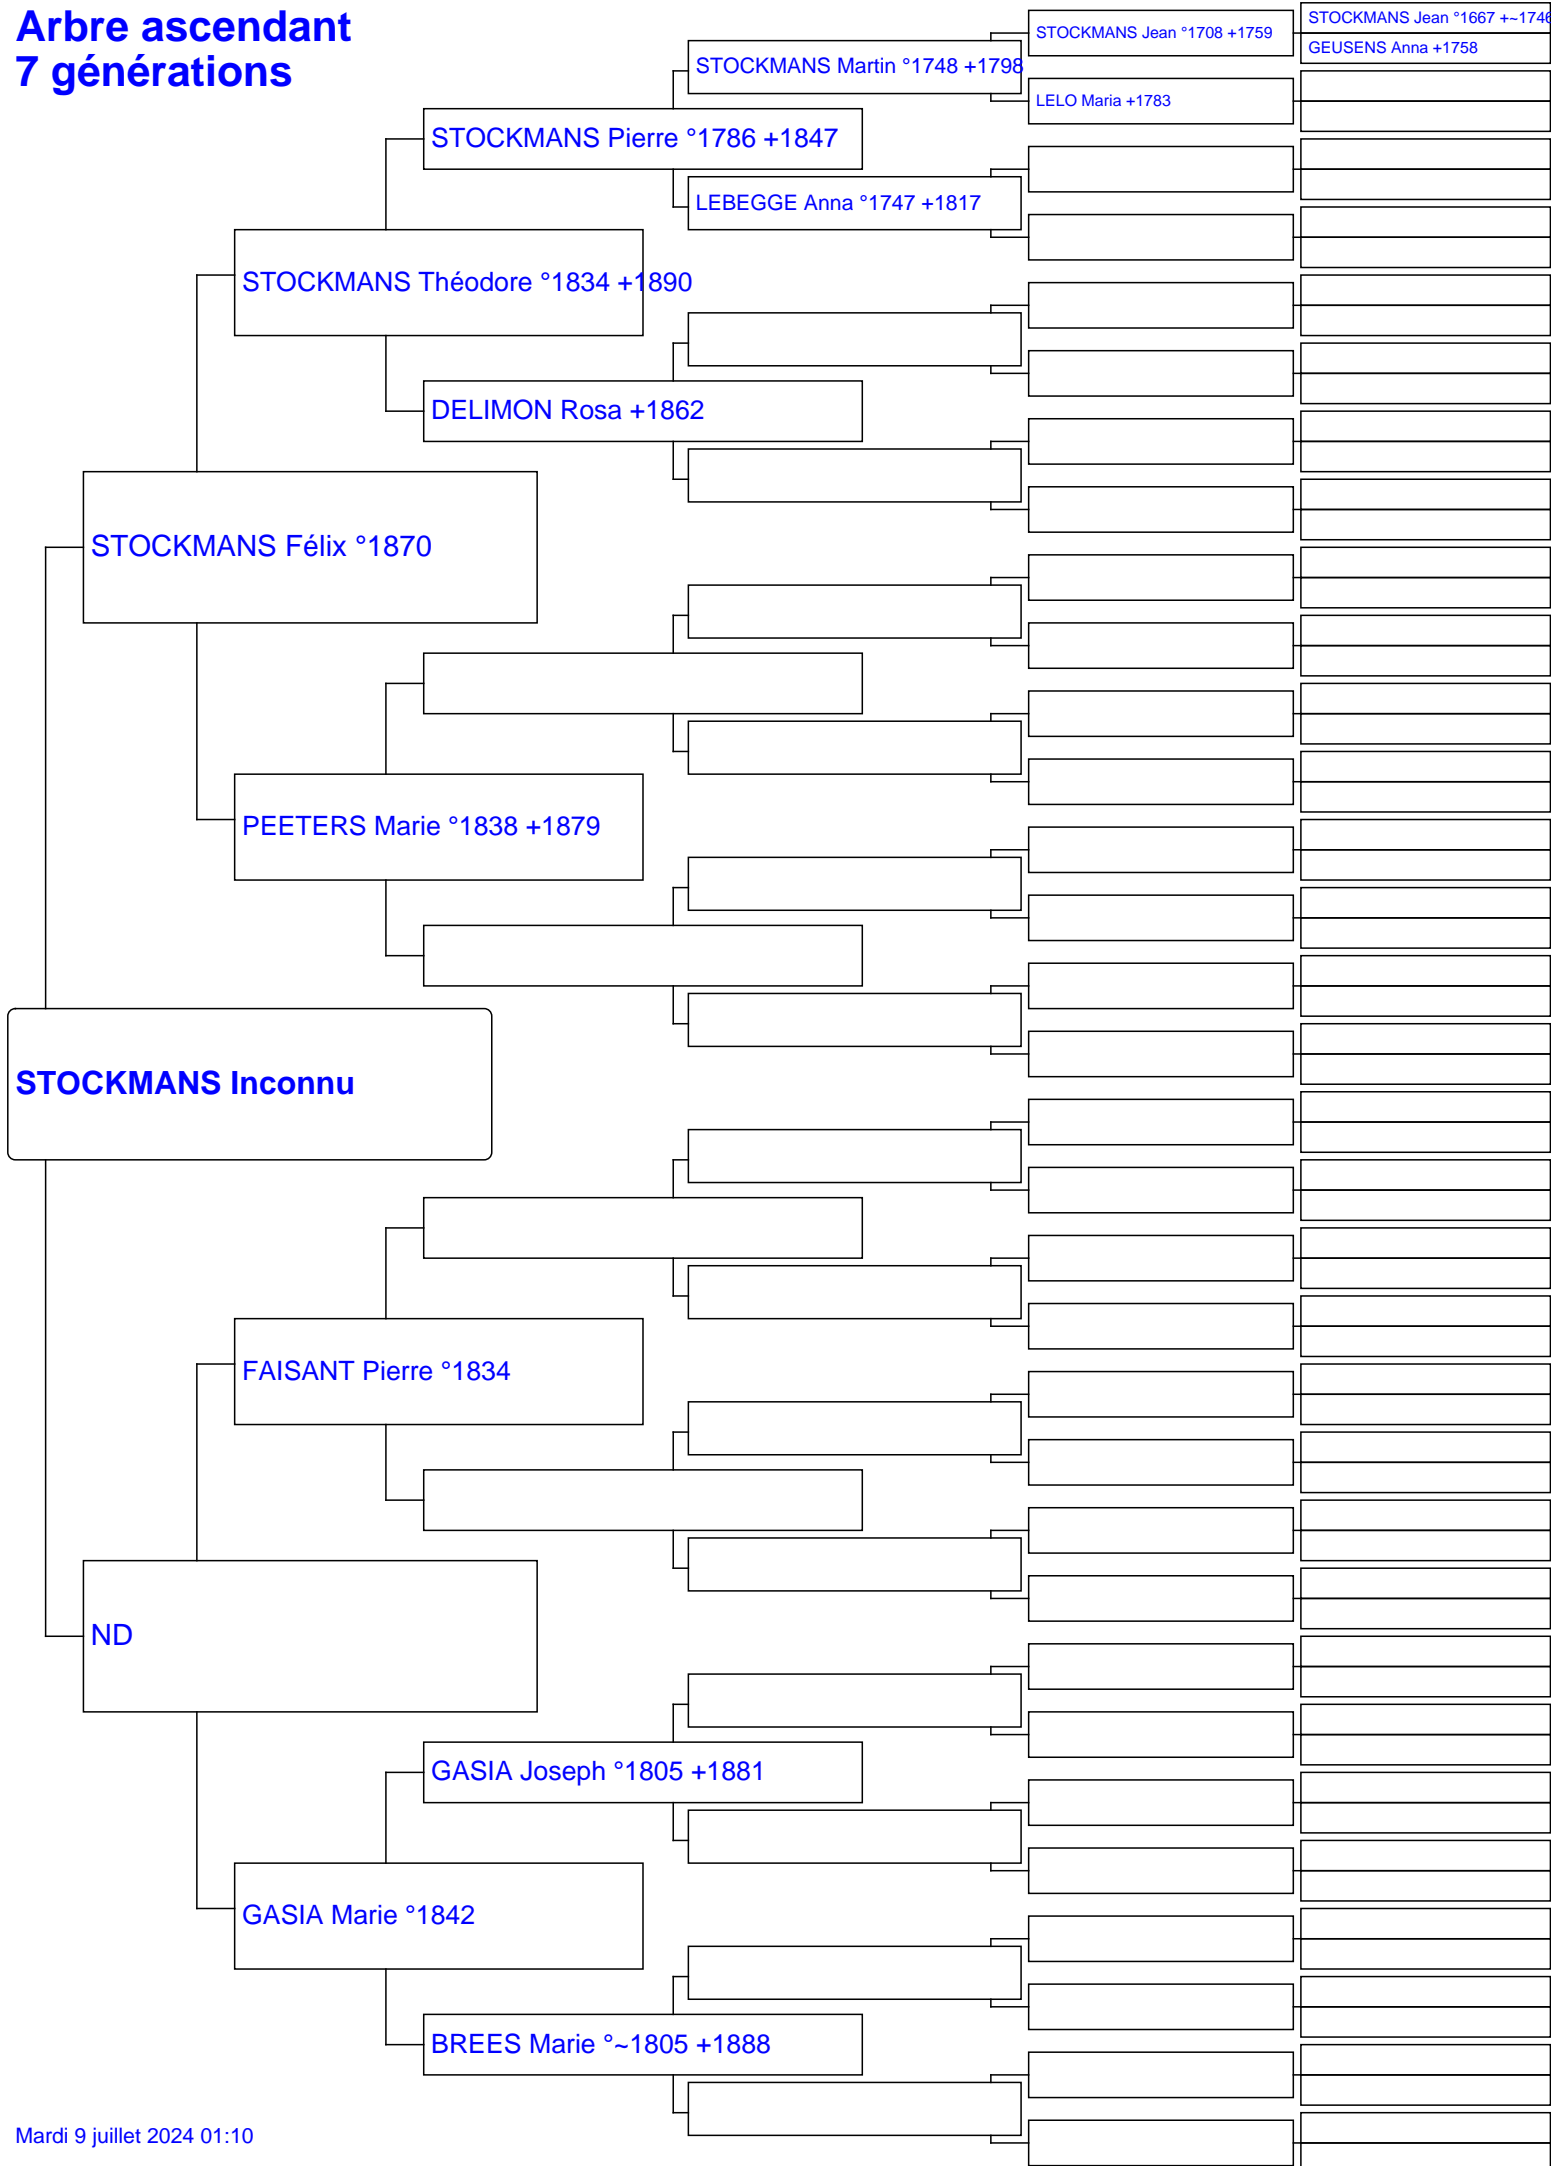 Arbre ascendant
7 générations
STOCKMANS Jean °1667 +~1746
STOCKMANS Jean °1708 +1759
GEUSENS Anna +1758
STOCKMANS Martin °1748 +1798
LELO Maria +1783
STOCKMANS Pierre °1786 +1847
LEBEGGE Anna °1747 +1817
STOCKMANS Théodore °1834 +1890
DELIMON Rosa +1862
STOCKMANS Félix °1870
PEETERS Marie °1838 +1879
STOCKMANS Inconnu
FAISANT Pierre °1834
ND
GASIA Joseph °1805 +1881
GASIA Marie °1842
BREES Marie °~1805 +1888
Mardi 9 juillet 2024 01:10